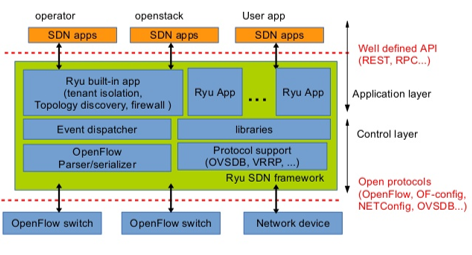 operator
openstack
User app
SDN apps
SDN apps
SDN apps
Well defined API
(REST, RPC...)
Ryu built-in app
(tenant isolation,
Topology discovery, firewall )
Ryu App
...
Ryu App
Application layer
Event dispatcher
libraries
Control layer
OpenFlow
Parser/serializer
Protocol support
(OVSDB, VRRP, ...)
Ryu SDN framework
Open protocols
(OpenFlow, OF-config,
NETConfig, OVSDB...)
OpenFlow switch
OpenFlow switch
Network device